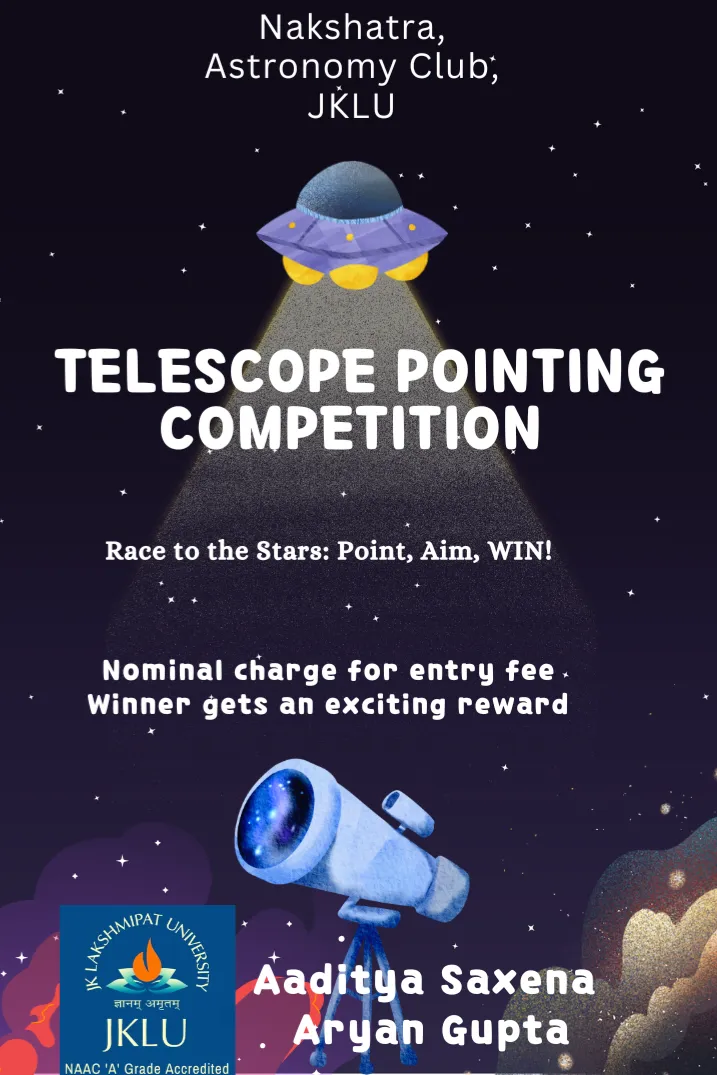 Nakshatra,
Astronomy Club,
JKLU
TELESCOPE POINTING
COMPETITION
Race to the Stars: Point, Aim, WIN!
Nominal charge for entry fee
Winner gets an exciting reward
JK LAKSHMIPAT UNIVERSITY
ज्ञानम् अमृतम्
JKLU
NAAC 'A' Grade Accredited
Aaditya Saxena
Aryan Gupta